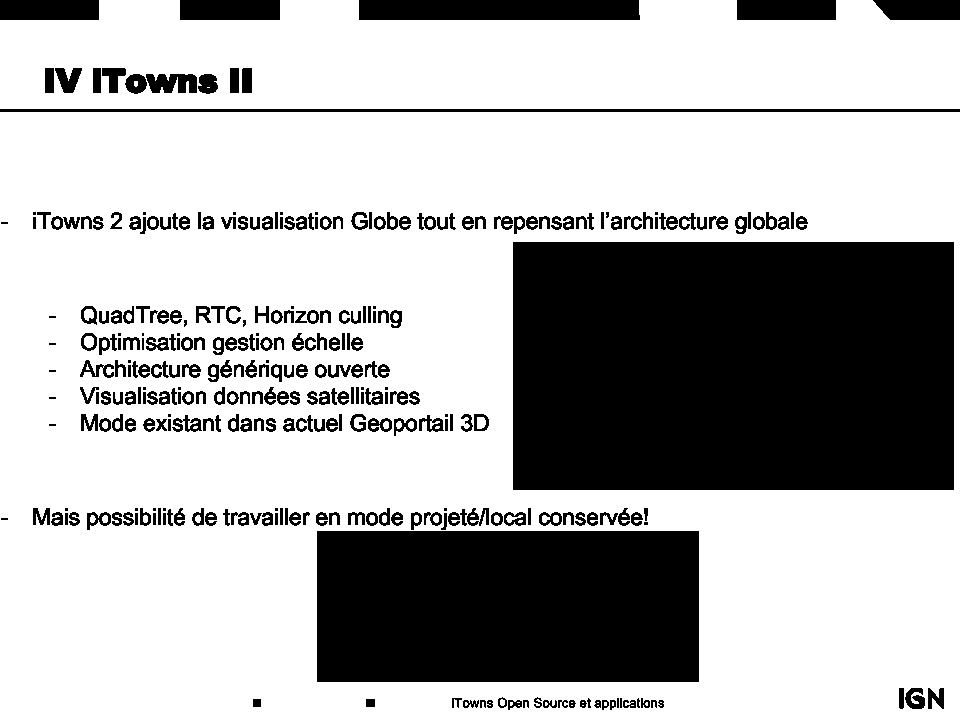 IV ITowns II
- iTowns 2 ajoute la visualisation Globe tout en repensant l'architecture globale
- QuadTree, RTC, Horizon culling
- Optimisation gestion échelle
- Architecture générique ouverte
- Visualisation données satellitaires
- Mode existant dans actuel Geoportail 3D
- Mais possibilité de travailler en mode projeté/local conservée!
ITowns Open Source et applications
IGN